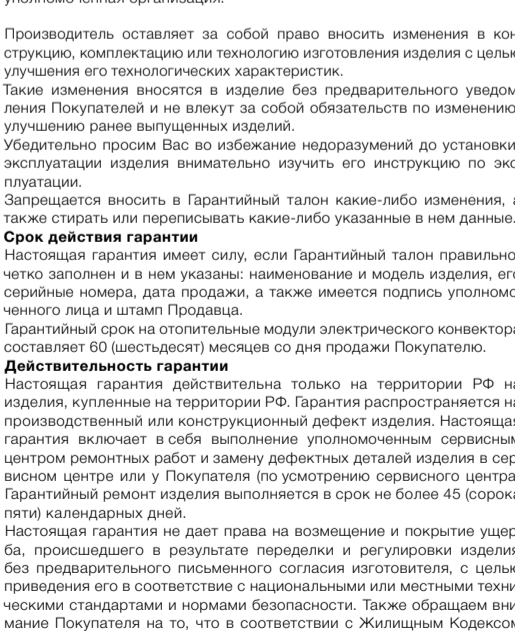 уполномоченная организация.
Производитель оставляет за собой право вносить изменения в кон
струкцию, комплектацию или технологию изготовления изделия с целью
улучшения его технологических характеристик.
Такие изменения вносятся в изделие без предварительного уведом
ления Покупателей и не влекут за собой обязательств по изменению
улучшению ранее выпущенных изделий.
Убедительно просим Вас во избежание недоразумений до установки
эксплуатации изделия внимательно изучить его инструкцию по экс
плуатации.
Запрещается вносить в Гарантийный талон какие-либо изменения, а
также стирать или переписывать какие-либо указанные в нем данные.
Срок действия гарантии
Настоящая гарантия имеет силу, если Гарантийный талон правильно
четко заполнен и в нем указаны: наименование и модель изделия, его
серийные номера, дата продажи, а также имеется подпись уполномо
ченного лица и штамп Продавца.
Гарантийный срок на отопительные модули электрического конвектора
составляет 60 (шестьдесят) месяцев со дня продажи Покупателю.
Действительность гарантии
Настоящая гарантия действительна только на территории РФ на
изделия, купленные на территории РФ. Гарантия распространяется на
производственный или конструкционный дефект изделия. Настоящая
гарантия включает в себя выполнение уполномоченным сервисным
центром ремонтных работ и замену дефектных деталей изделия в сер
висном центре или у Покупателя (по усмотрению сервисного центра
Гарантийный ремонт изделия выполняется в срок не более 45 (сорока
пяти) календарных дней.
Настоящая гарантия не дает права на возмещение и покрытие ущер
ба, происшедшего в результате переделки и регулировки изделия
без предварительного письменного согласия изготовителя, с целью
приведения его в соответствие с национальными или местными техни
ческими стандартами и нормами безопасности. Также обращаем вни
мание Покупателя на то, что в соответствии с Жилищным Кодексом